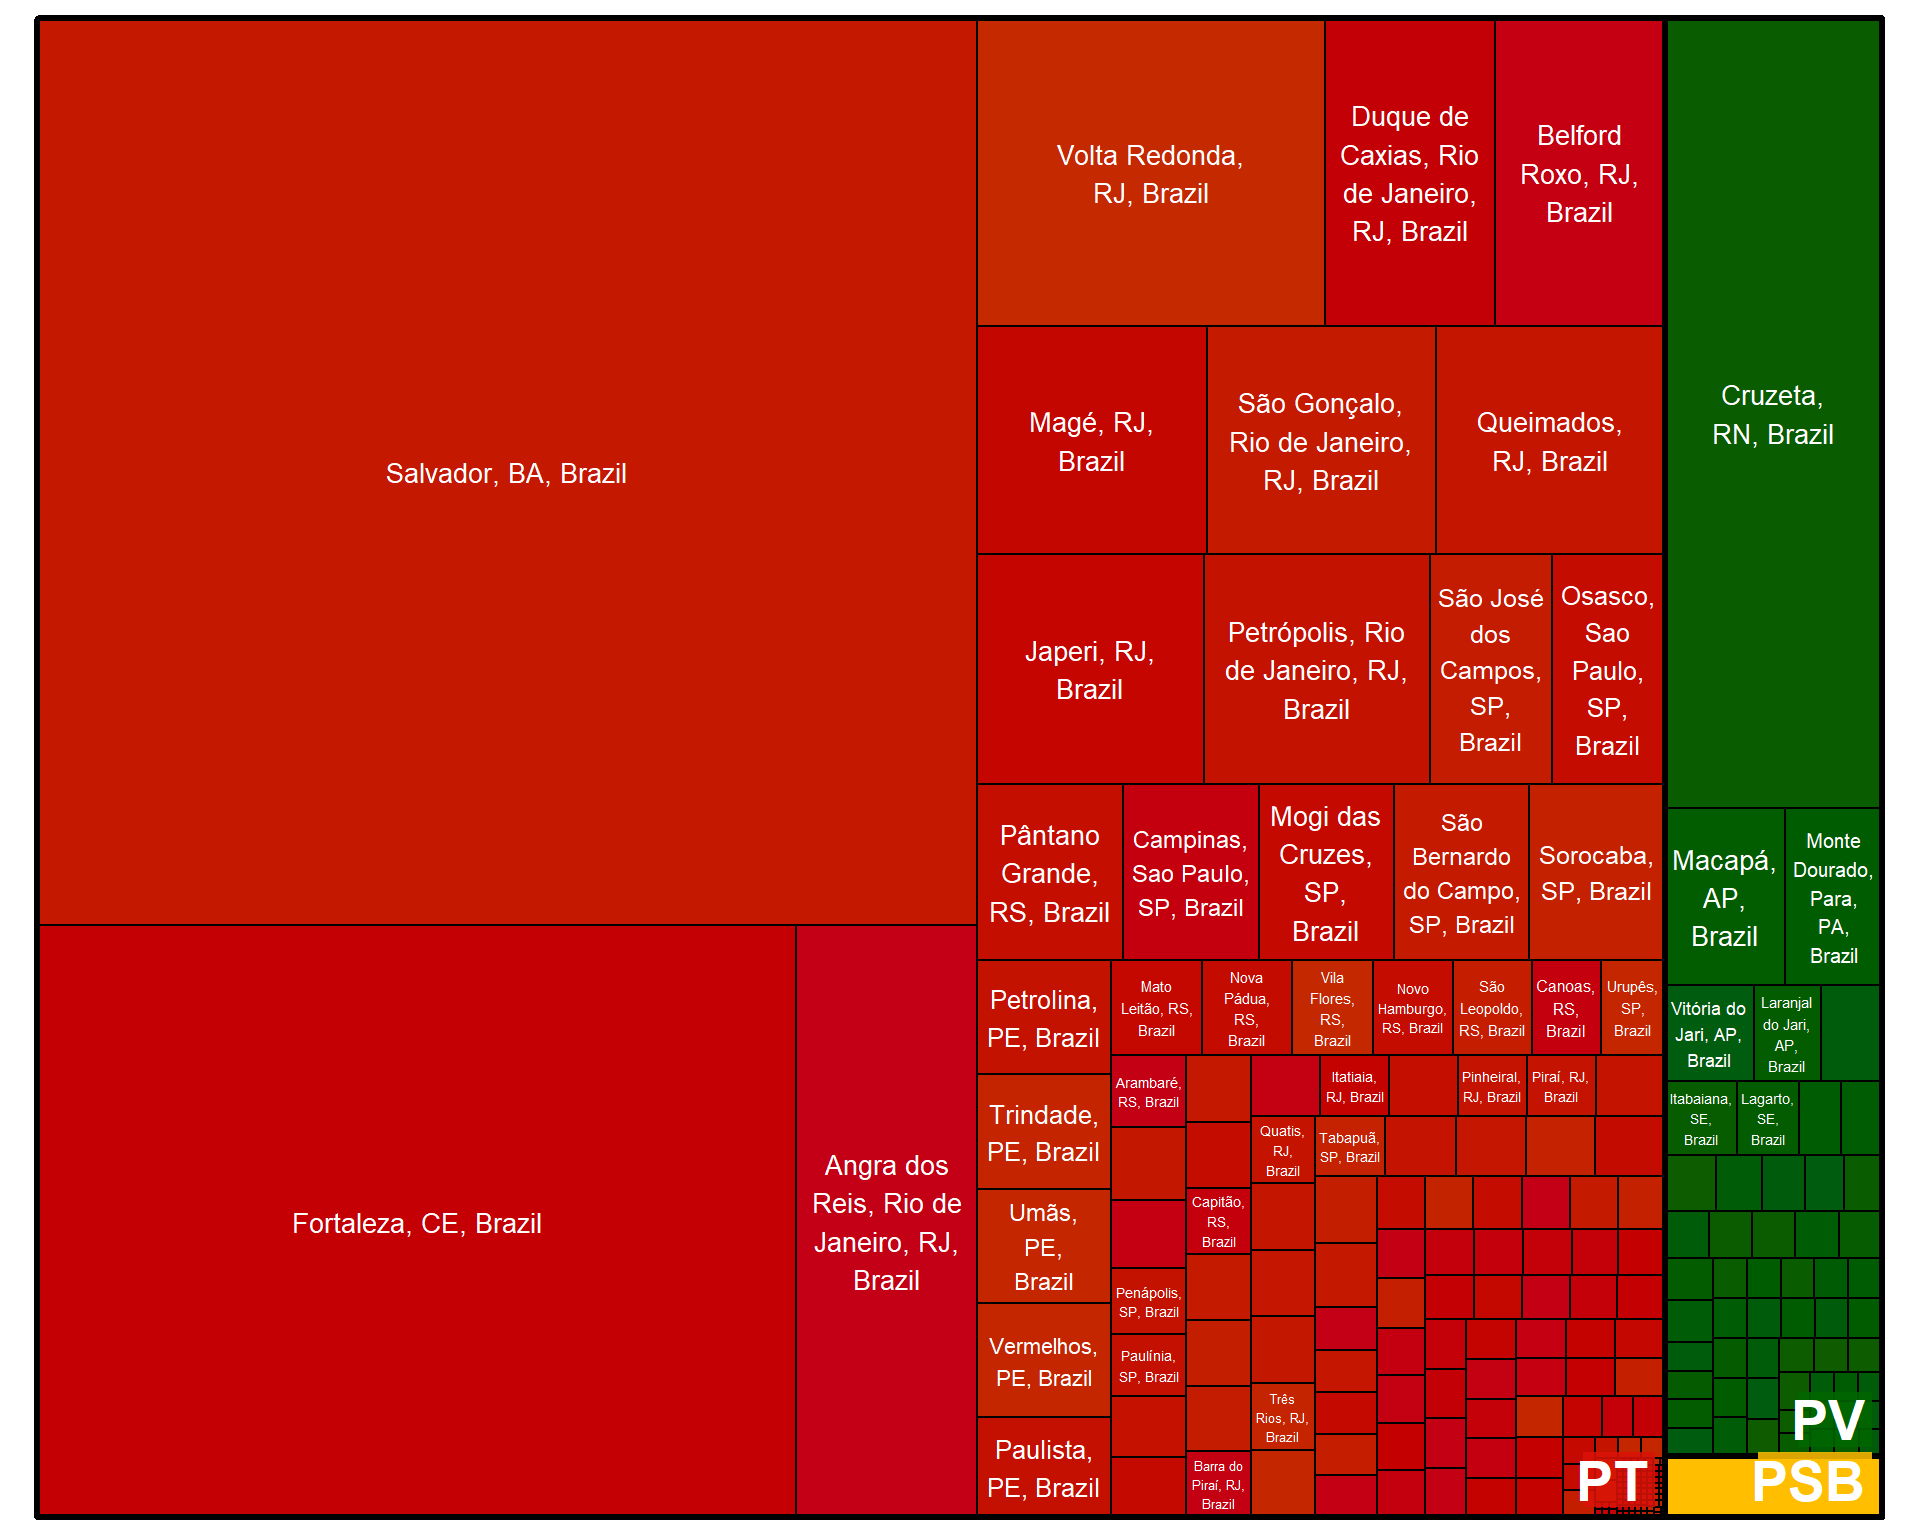 Salvador, BA, Brazil
Fortaleza, CE, Brazil
Angra dos
Reis, Rio de
Janeiro, RJ,
Brazil
Volta Redonda,
RJ, Brazil
Duque de
Caxias, Rio
de Janeiro,
RJ, Brazil
Belford
Roxo, RJ,
Brazil
Magé, RJ,
Brazil
São Gonçalo,
Rio de Janeiro,
RJ, Brazil
Queimados,
RJ, Brazil
Japeri, RJ,
Brazil
Petrópolis, Rio
de Janeiro, RJ,
Brazil
São José
dos
Campos,
SP,
Brazil
Osasco,
Sao
Paulo,
SP,
Brazil
Pântano
Grande,
RS, Brazil
Campinas,
Sao Paulo,
SP, Brazil
Mogi das
Cruzes,
SP,
Brazil
São
Bernardo
do Campo,
SP, Brazil
Sorocaba,
SP, Brazil
Petrolina,
PE, Brazil
Trindade,
PE, Brazil
Umãs,
PE,
Brazil
Vermelhos,
PE, Brazil
Paulista,
PE, Brazil
Mato
Leitão, RS,
Brazil
Nova
Pádua,
RS,
Brazil
Vila
Flores,
RS,
Brazil
Novo
Hamburgo,
RS, Brazil
São
Leopoldo,
RS, Brazil
Canoas,
RS,
Brazil
Urupês,
SP,
Brazil
Arambaré,
RS, Brazil
Penápolis,
SP, Brazil
Paulínia,
SP, Brazil
Capitão,
RS,
Brazil
Barra do
Piraí, RJ,
Brazil
Quatis,
RJ,
Brazil
Três
Rios, RJ,
Brazil
Itatiaia,
RJ, Brazil
Pinheiral,
RJ, Brazil
Piraí, RJ,
Brazil
Tabapuã,
SP, Brazil
PT
Cruzeta,
RN, Brazil
Macapá,
AP,
Brazil
Monte
Dourado,
Para,
PA,
Brazil
Vitória do
Jari, AP,
Brazil
Laranjal
do Jari,
AP,
Brazil
Itabaiana,
SE,
Brazil
Lagarto,
SE,
Brazil
PV
PSB